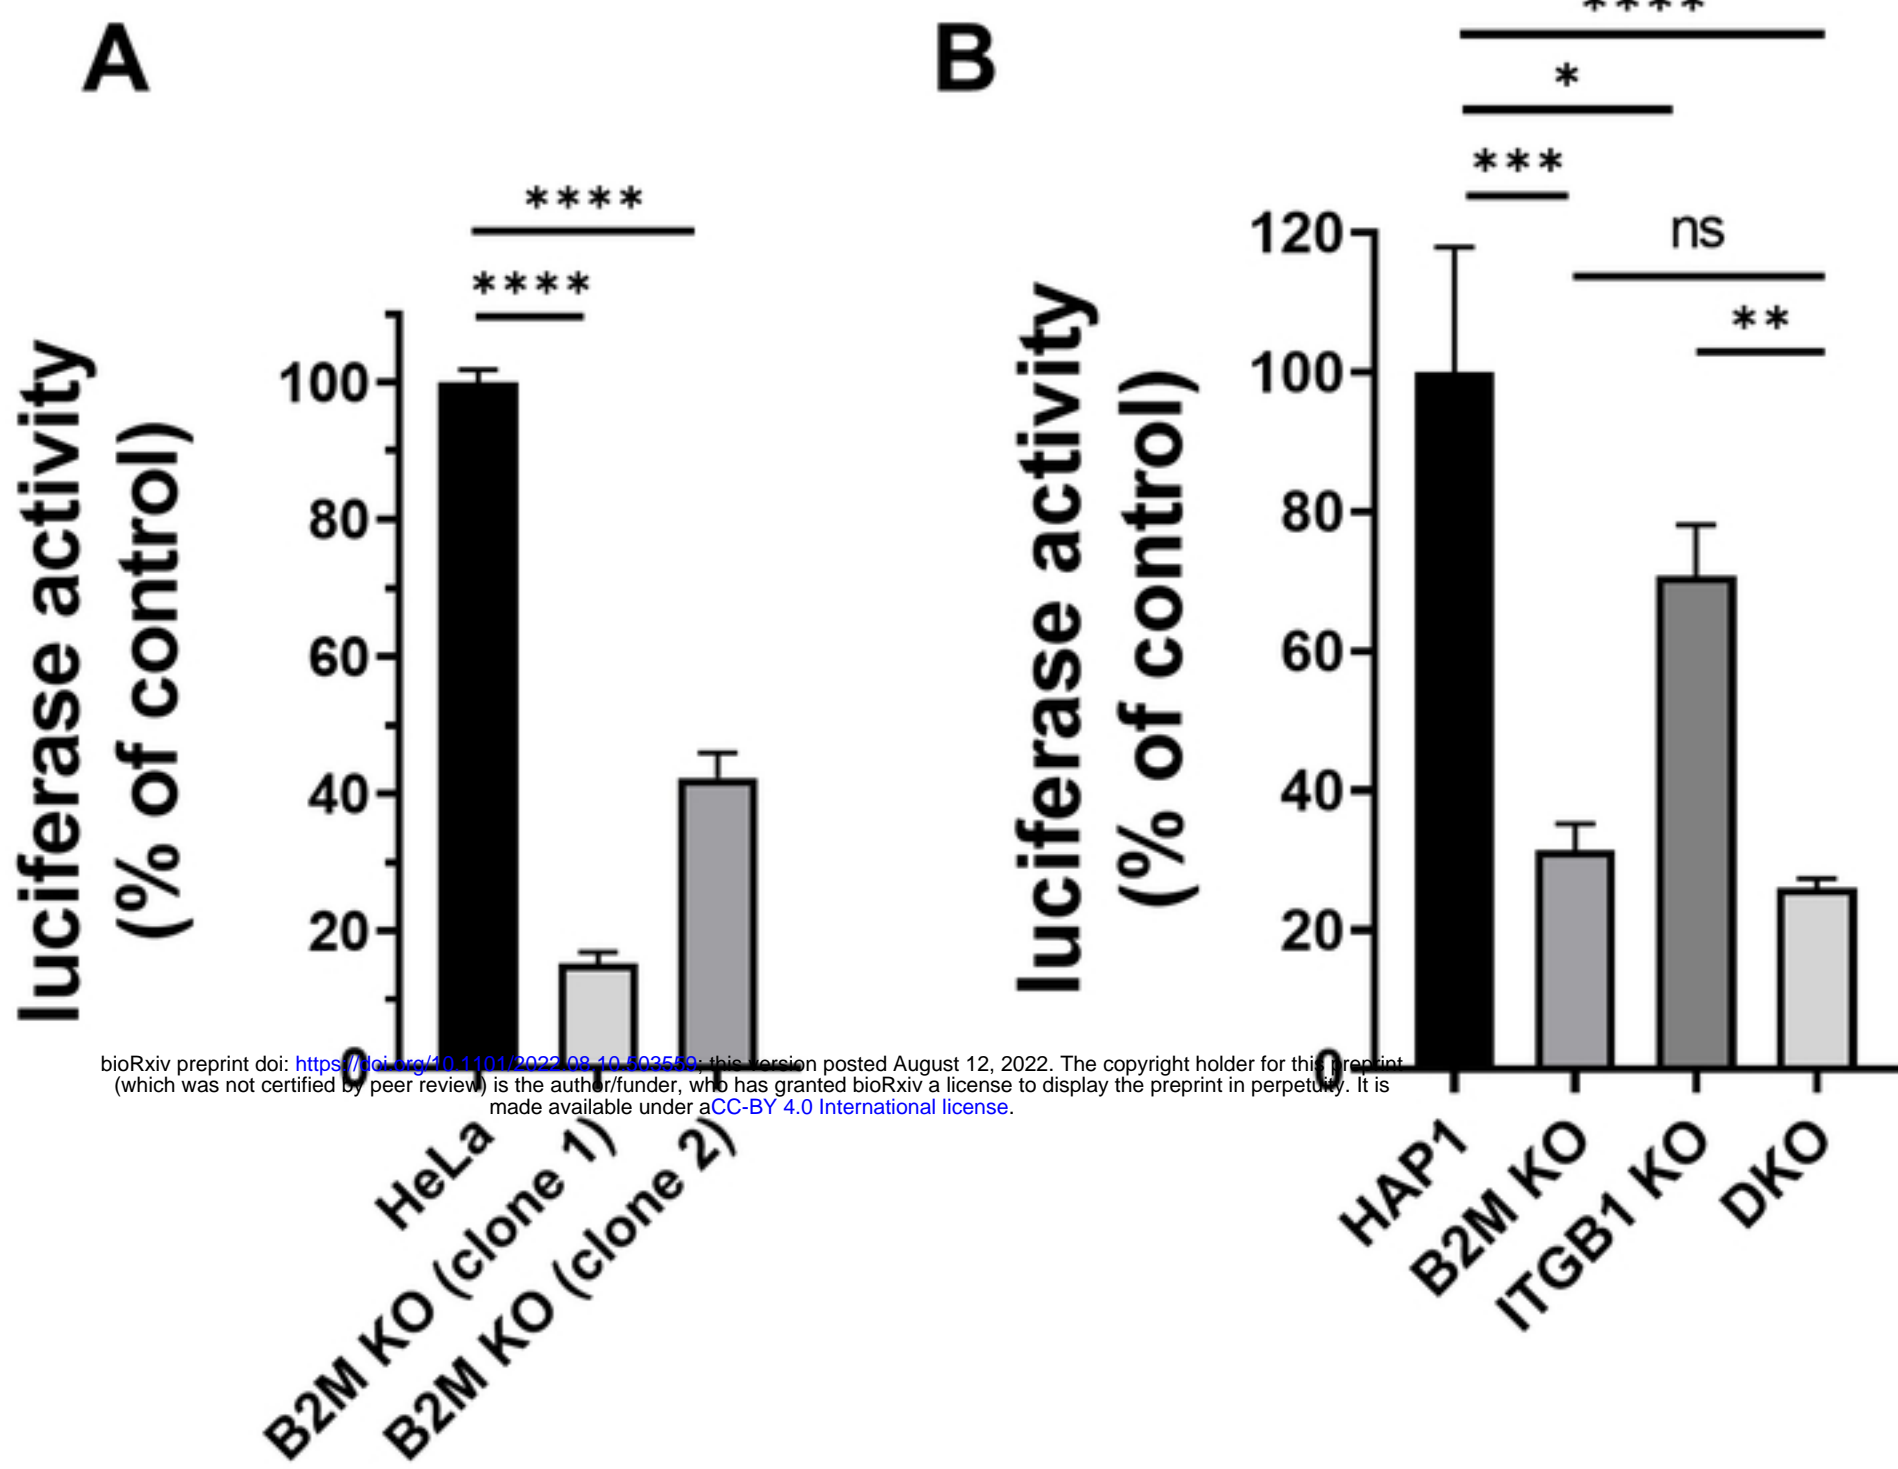 A
luciferase activity
(% of control)
****
****
100
80
60
40
20
0
HeLa
B2M KO (clone 1)
B2M KO (clone 2)
B
luciferase activity
(% of control)
****
*
***
ns
**
120
100
80
60
40
20
0
HAP1
B2M KO
ITGB1 KO
DKO
bioRxiv preprint doi: https://doi.org/10.1101/2022.08.10.503559; this version posted August 12, 2022. The copyright holder for this preprint
(which was not certified by peer review) is the author/funder, who has granted bioRxiv a license to display the preprint in perpetuity. It is
made available under aCC-BY 4.0 International license.